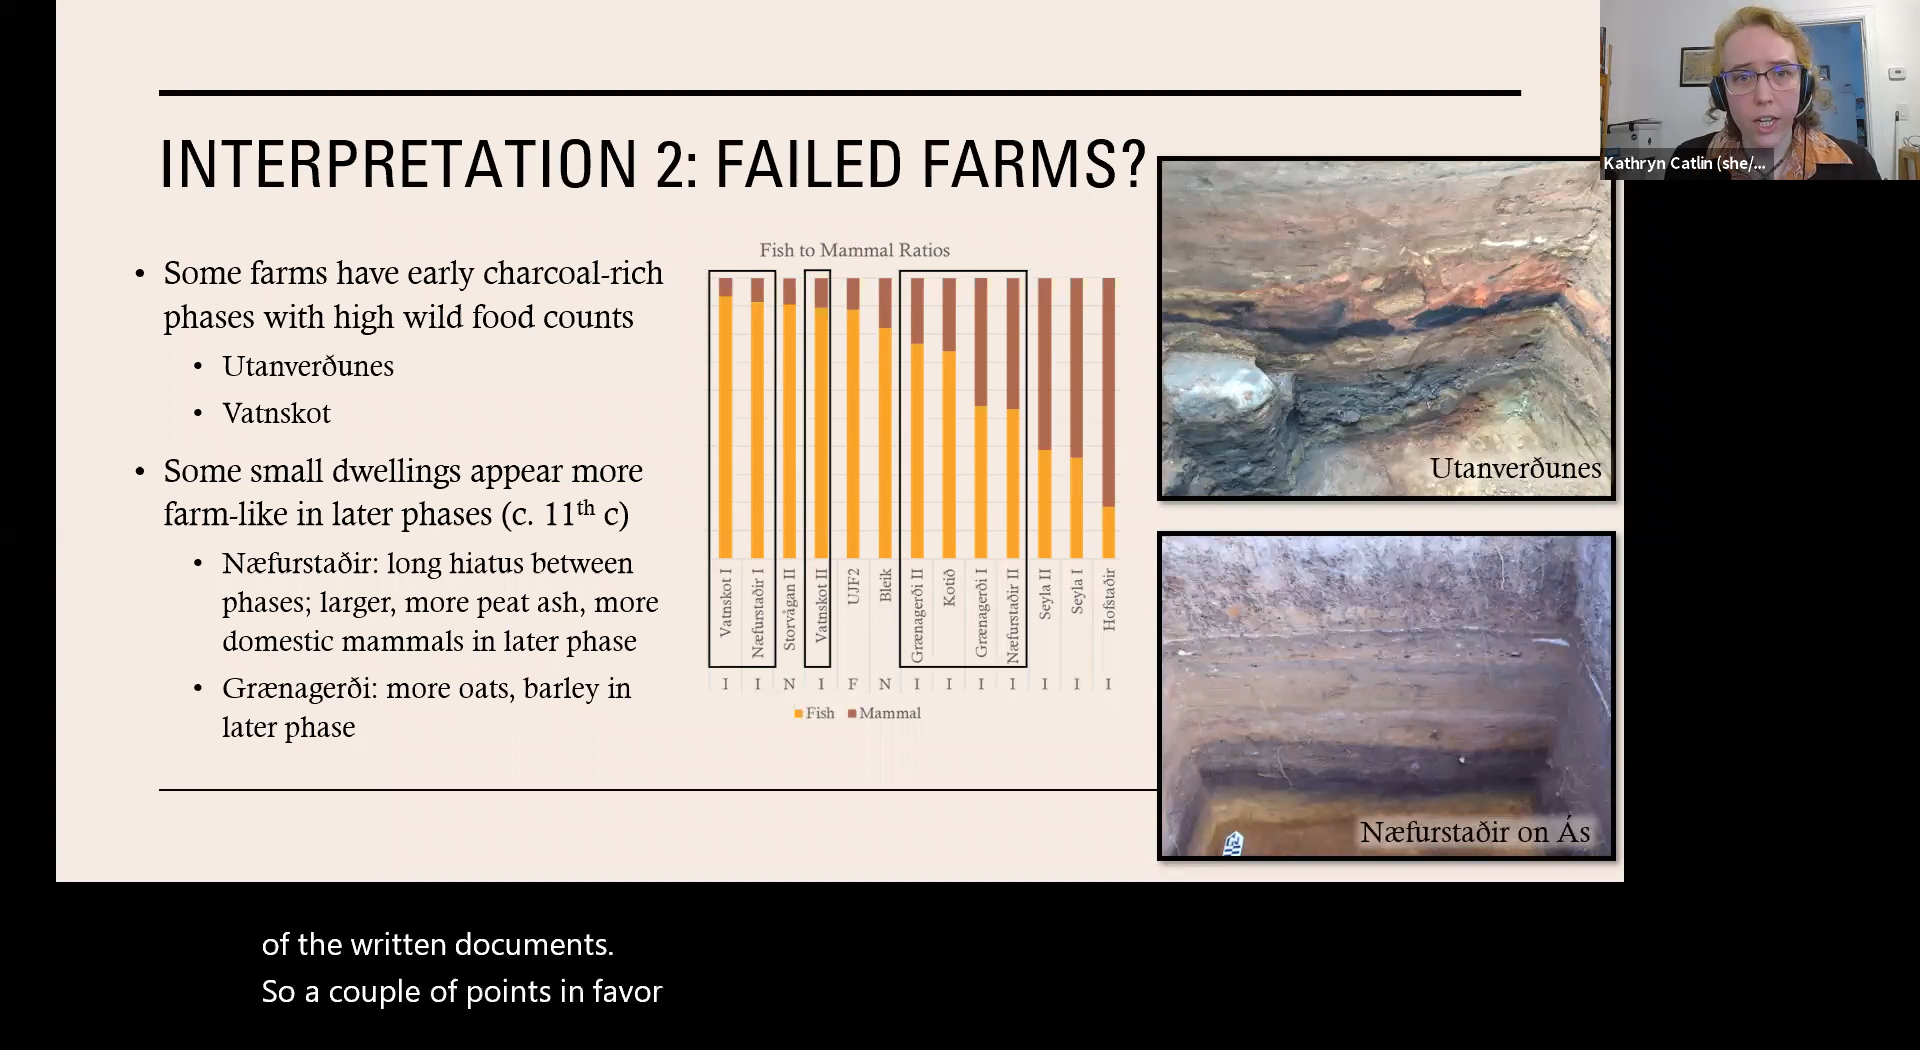 INTERPRETATION 2: FAILED FARMS?
• Some farms have early charcoal-rich
phases with high wild food counts
• Utanverðunes
• Vatnskot
• Some small dwellings appear more
farm-like in later phases (c. 11th c)
• Næfurstaðir: long hiatus between
phases; larger, more peat ash, more
domestic mammals in later phase
• Grænagerði: more oats, barley in
later phase
Fish to Mammal Ratios
Vatnskot I
Næfurstaðir I
Storvågan II
Vatnskot II
UJF2
Bleik
Grænagerði II
Kotið
Grænagerði I
Næfurstaðir II
Seyla II
Seyla I
Hofstaðir
I I N I F N I I I I I I I
Fish Mammal
Utanverðunes
Næfurstaðir on Ás
Kathryn Catlin (she/...
of the written documents.
So a couple of points in favor